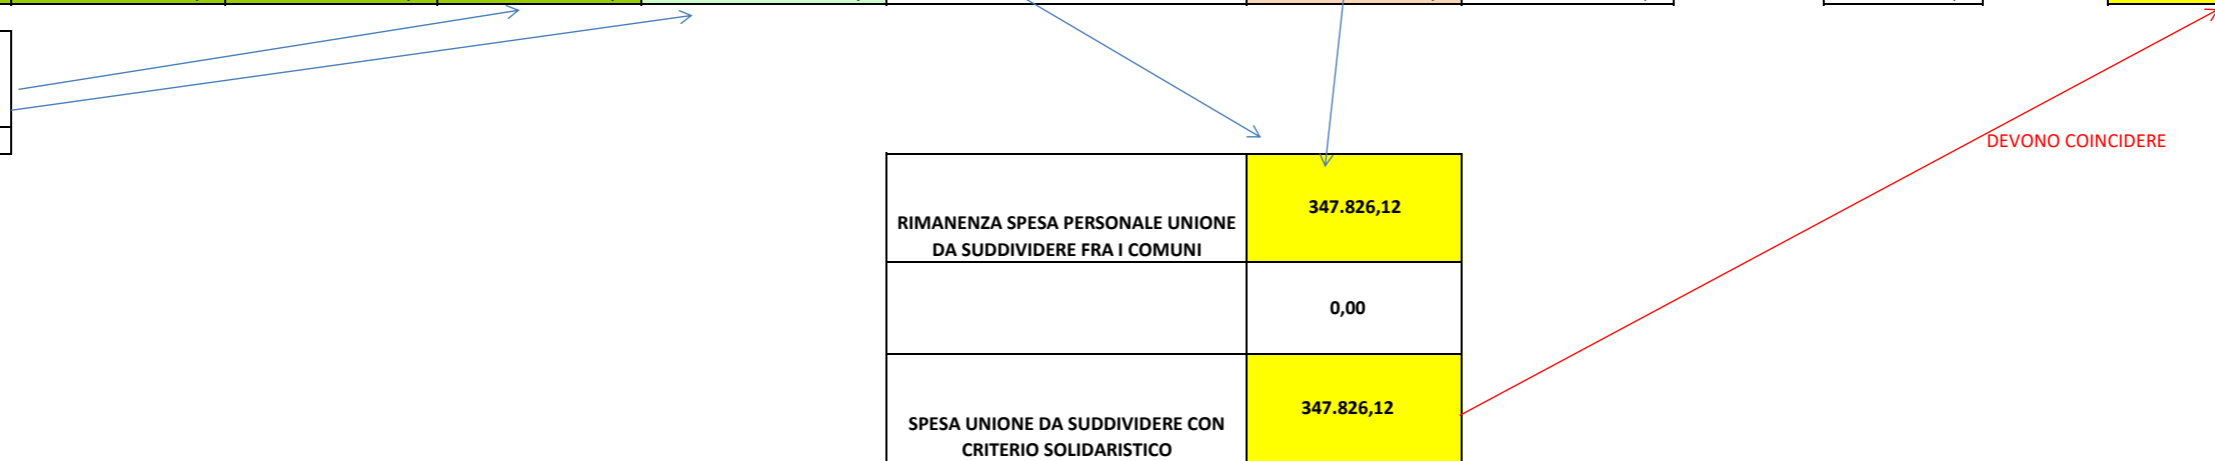 DEVONO COINCIDERE
347.826,12
RIMANENZA SPESA PERSONALE UNIONE
DA SUDDIVIDERE FRA I COMUNI
0,00
347.826,12
SPESA UNIONE DA SUDDIVIDERE CON
CRITERIO SOLIDARISTICO